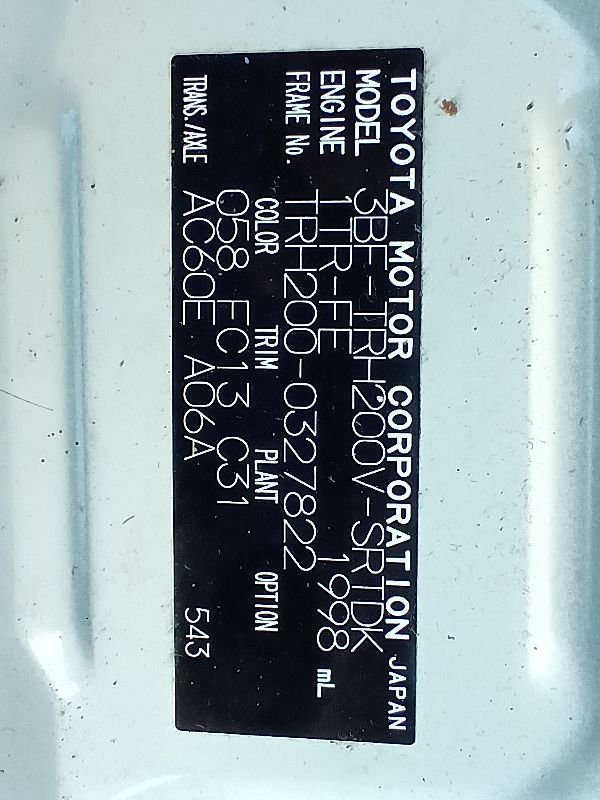 TOYOTA MOTOR CORPORATION JAPAN
MODEL 3BF-TRH200V-SRTDK
ENGINE 1TR-FE 1998 mL
FRAME No. TRH200-0327822
COLOR TRIM PLANT OPTION
058 FC13 C31
TRANS./AXLE AC60E A06A 543